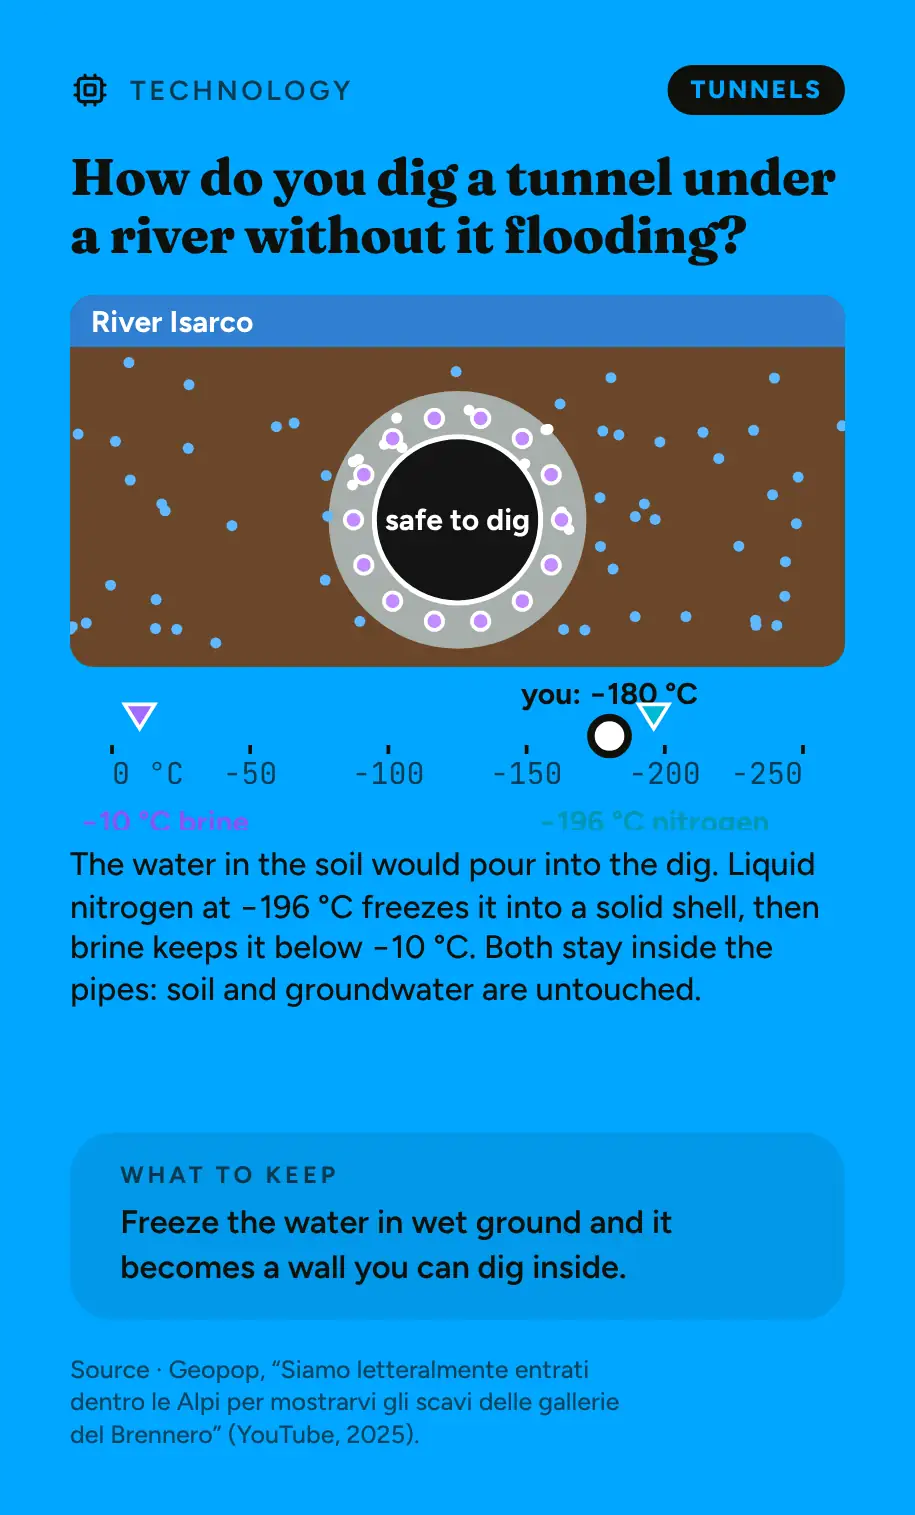 TECHNOLOGY
TUNNELS
How do you dig a tunnel under
a river without it flooding?
River Isarco
safe to dig
you: −180 °C
0 °C -50 -100 -150 -200 -250
−10 °C brine
−196 °C nitrogen
The water in the soil would pour into the dig. Liquid
nitrogen at −196 °C freezes it into a solid shell, then
brine keeps it below −10 °C. Both stay inside the
pipes: soil and groundwater are untouched.
WHAT TO KEEP
Freeze the water in wet ground and it
becomes a wall you can dig inside.
Source · Geopop, “Siamo letteralmente entrati
dentro le Alpi per mostrarvi gli scavi delle gallerie
del Brennero” (YouTube, 2025).